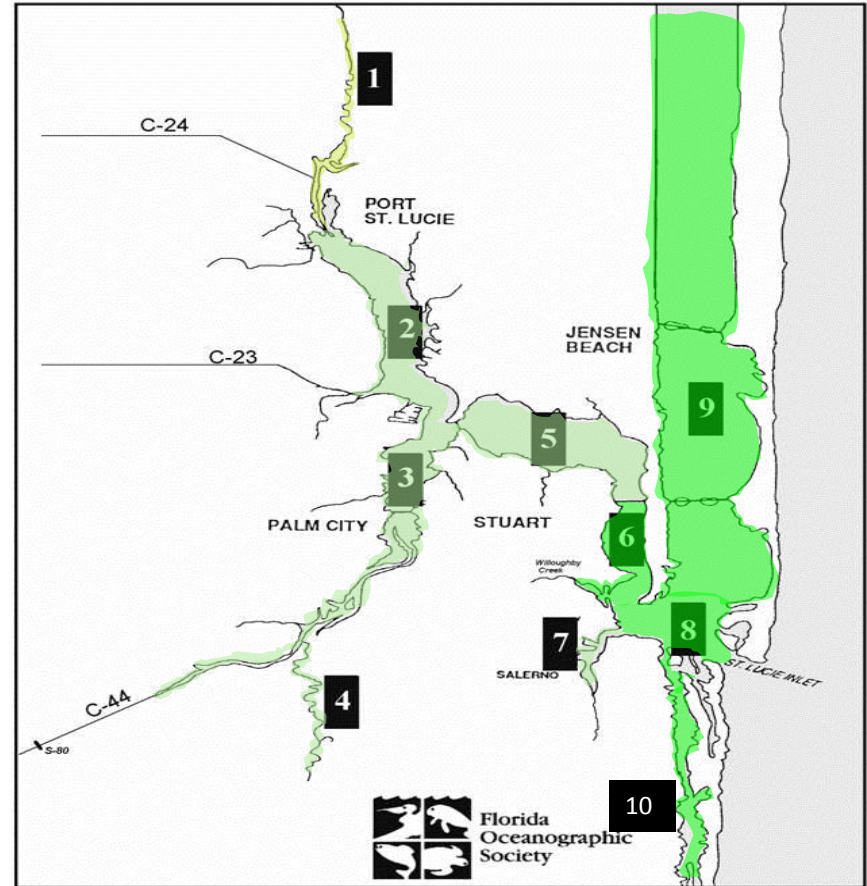 1
C-24
PORT
ST. LUCIE
2
JENSEN
BEACH
C-23
9
5
3
PALM CITY
STUART
6
Willoughby
Creek
7
8
SALERNO
ST. LUCIE INLET
4
C-44
S-80
10
Florida
Oceanographic
Society